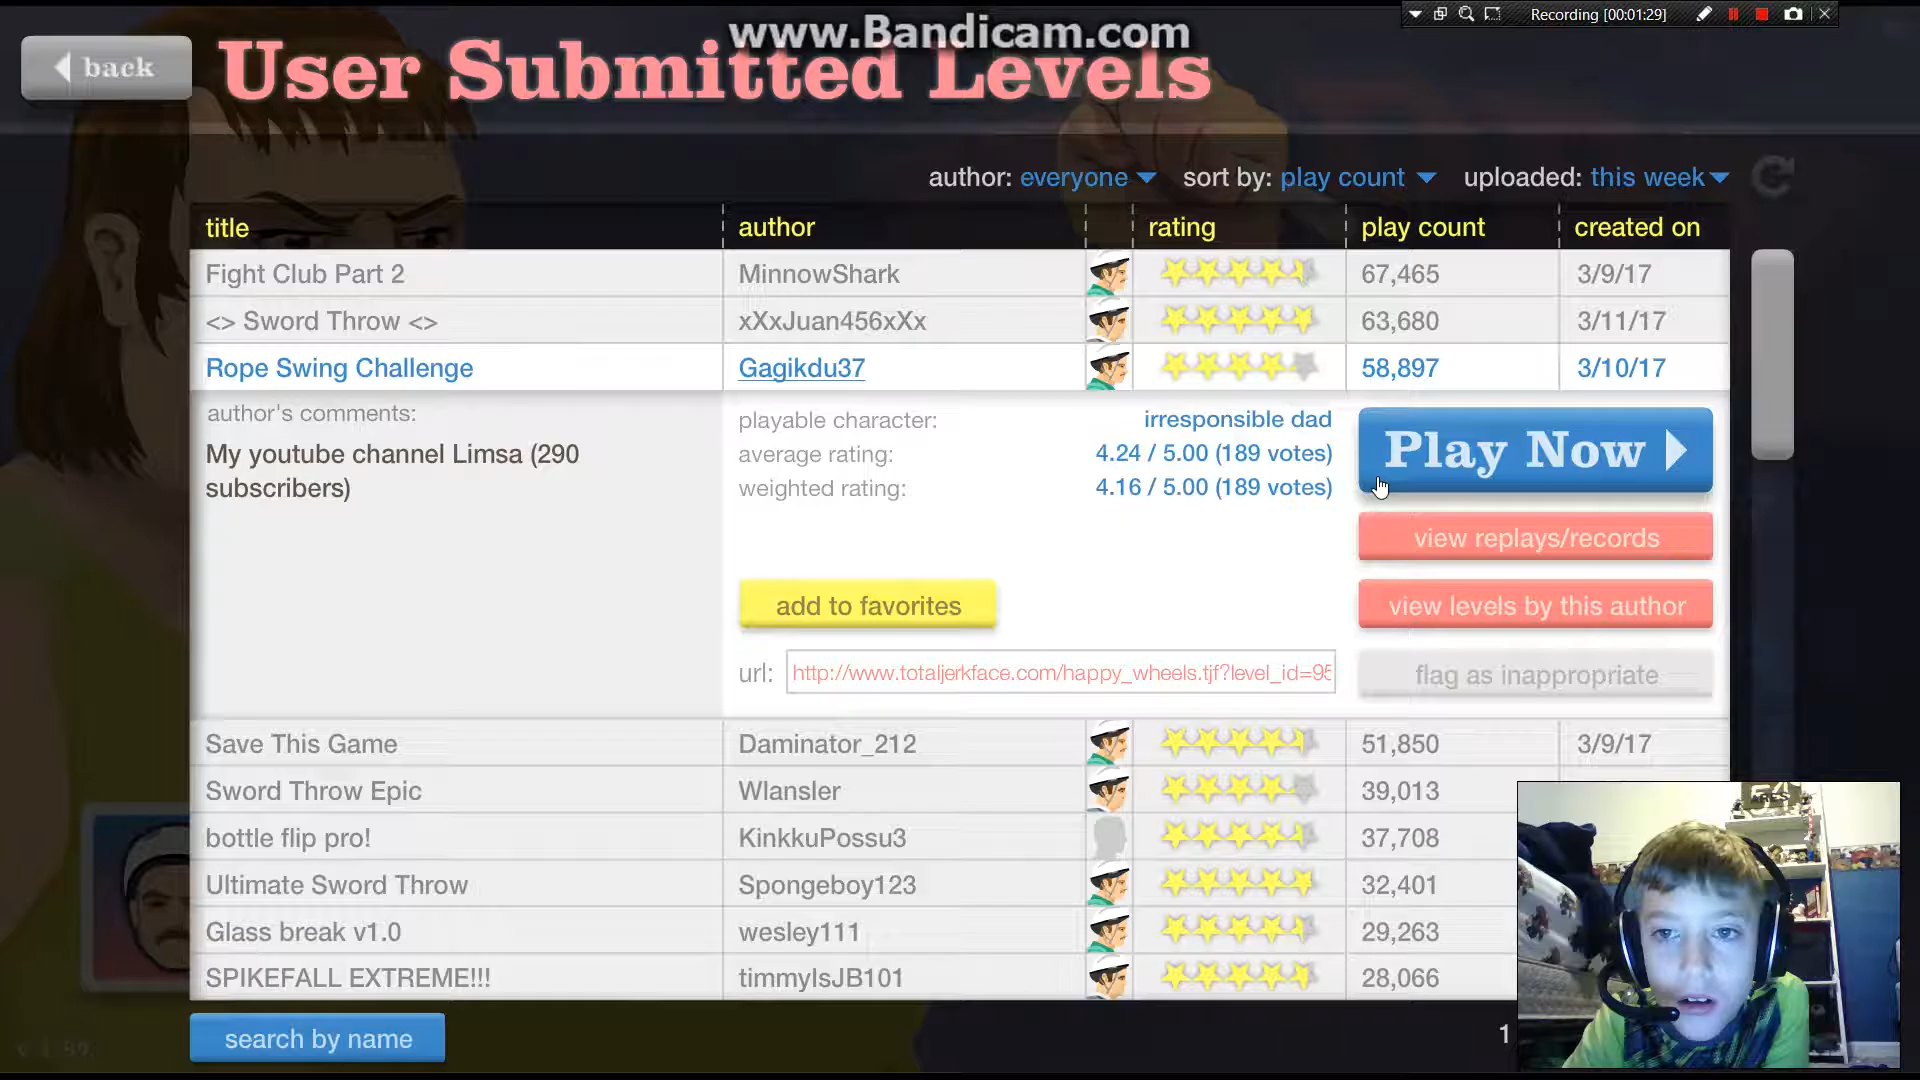 www.Bandicam.com
Recording [00:01:29]
back
User Submitted Levels
author: everyone sort by: play count uploaded: this week
title author rating play count created on
Fight Club Part 2 MinnowShark 67,465 3/9/17
<> Sword Throw <> xXxJuan456xXx 63,680 3/11/17
Rope Swing Challenge Gagikdu37 58,897 3/10/17
author's comments:
My youtube channel Limsa (290
subscribers)
playable character: irresponsible dad
average rating: 4.24 / 5.00 (189 votes)
weighted rating: 4.16 / 5.00 (189 votes)
Play Now
view replays/records
add to favorites
view levels by this author
url: http://www.totaljerkface.com/happy_wheels.tjf?level_id=95
flag as inappropriate
Save This Game Daminator_212 51,850 3/9/17
Sword Throw Epic Wlansler 39,013
bottle flip pro! KinkkuPossu3 37,708
Ultimate Sword Throw Spongeboy123 32,401
Glass break v1.0 wesley111 29,263
SPIKEFALL EXTREME!!! timmyIsJB101 28,066
search by name
1